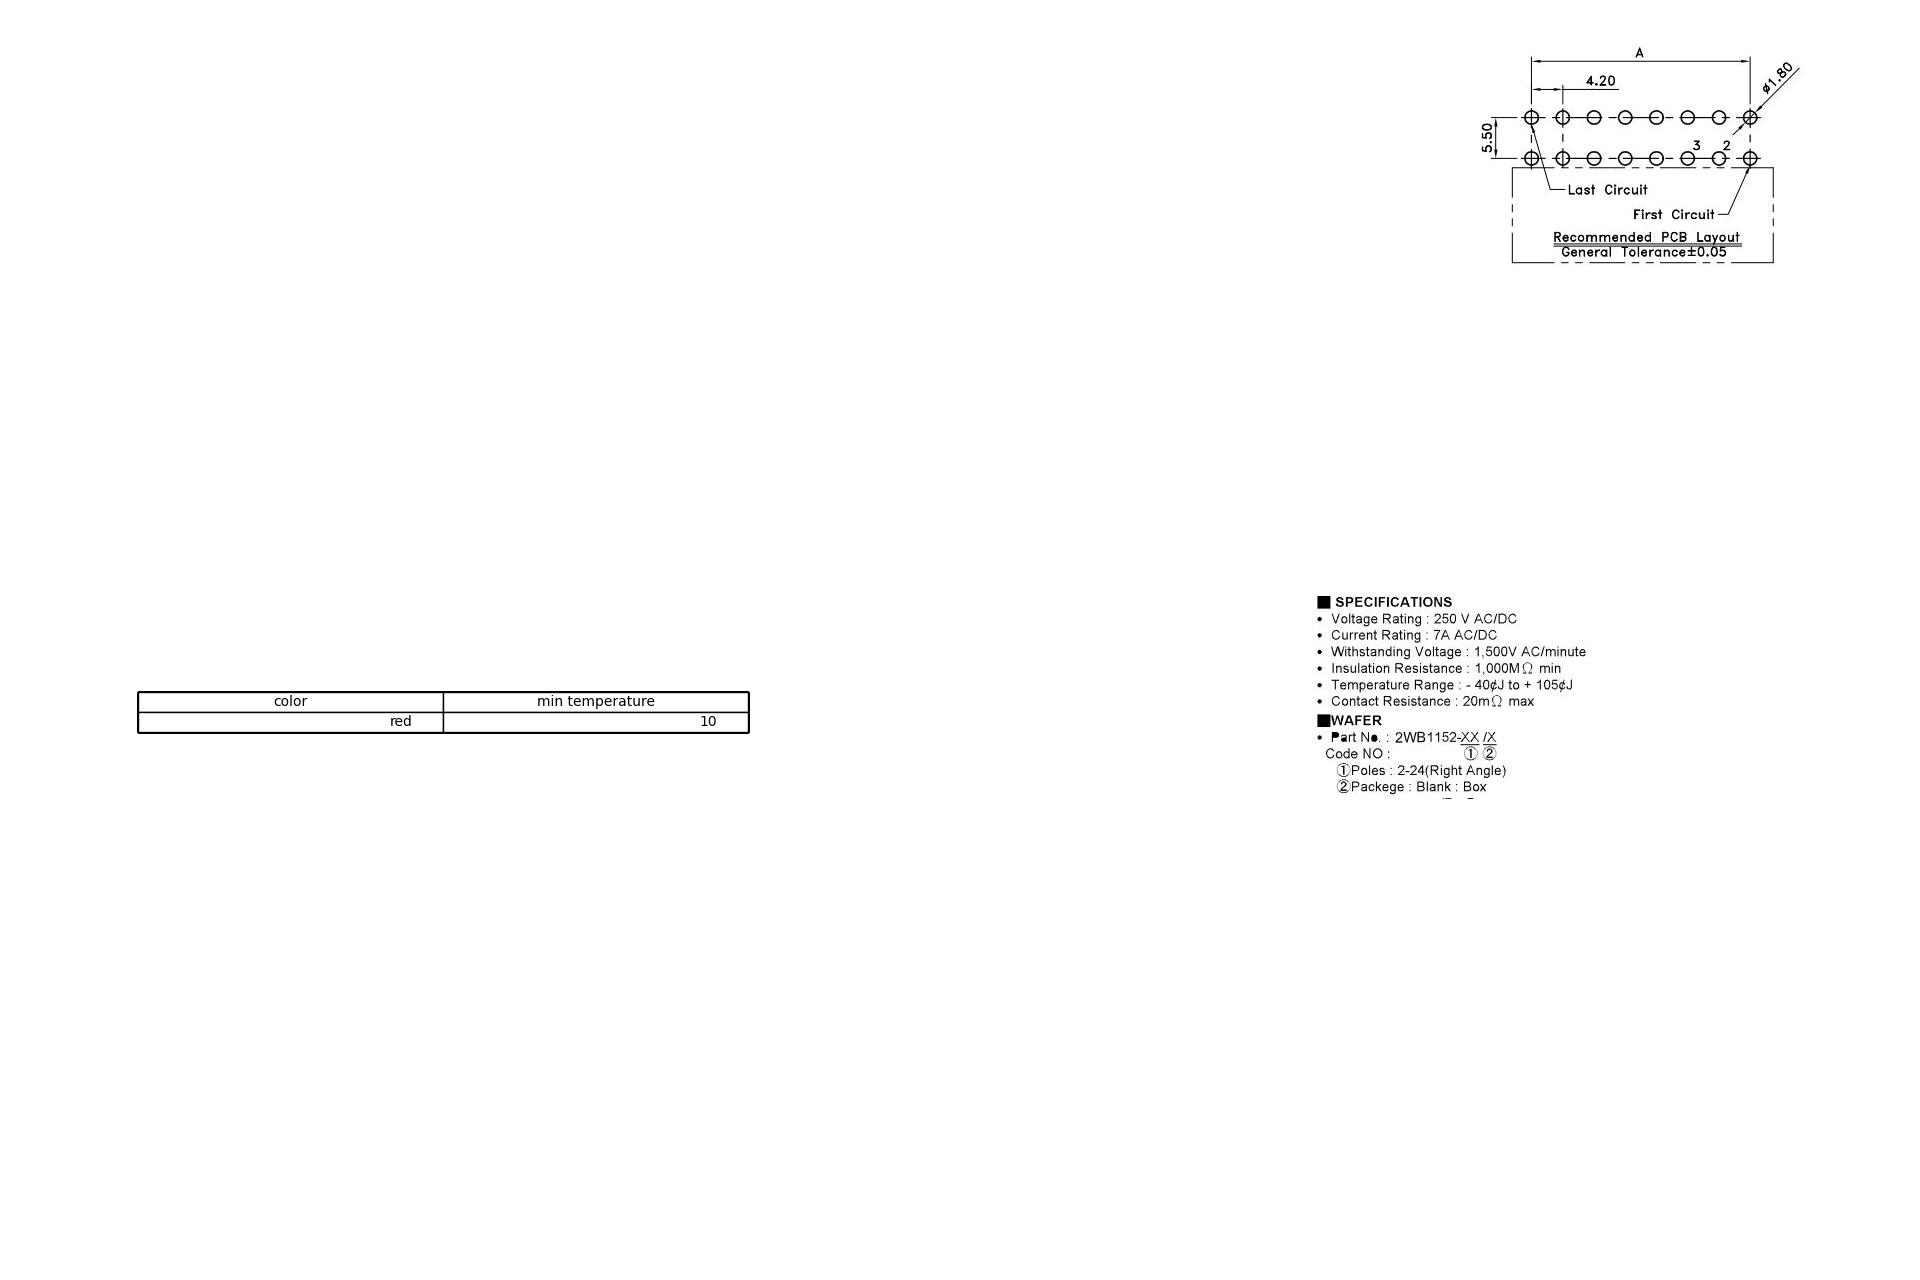 A
4.20
ø1.80
5.50
3 2
Last Circuit
First Circuit
Recommended PCB Layout
General Tolerance±0.05
■ SPECIFICATIONS
• Voltage Rating : 250 V AC/DC
• Current Rating : 7A AC/DC
• Withstanding Voltage : 1,500V AC/minute
• Insulation Resistance : 1,000MΩ min
• Temperature Range : - 40¢J to + 105¢J
• Contact Resistance : 20mΩ max
■WAFER
• Part No. : 2WB1152-XX /X
Code NO : ① ②
①Poles : 2-24(Right Angle)
②Packege : Blank : Box
color min temperature
red 10